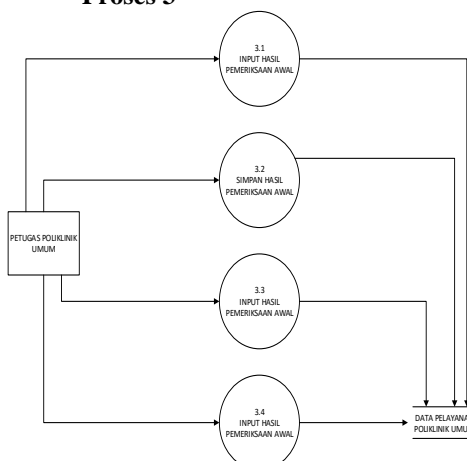 Proses 3
3.1
INPUT HASIL
PEMERIKSAAN AWAL
3.2
SIMPAN HASIL
PEMERIKSAAN AWAL
PETUGAS POLIKLINIK
UMUM
3.3
INPUT HASIL
PEMERIKSAAN AWAL
3.4
INPUT HASIL
PEMERIKSAAN AWAL
DATA PELAYANA
POLIKLINIK UMU